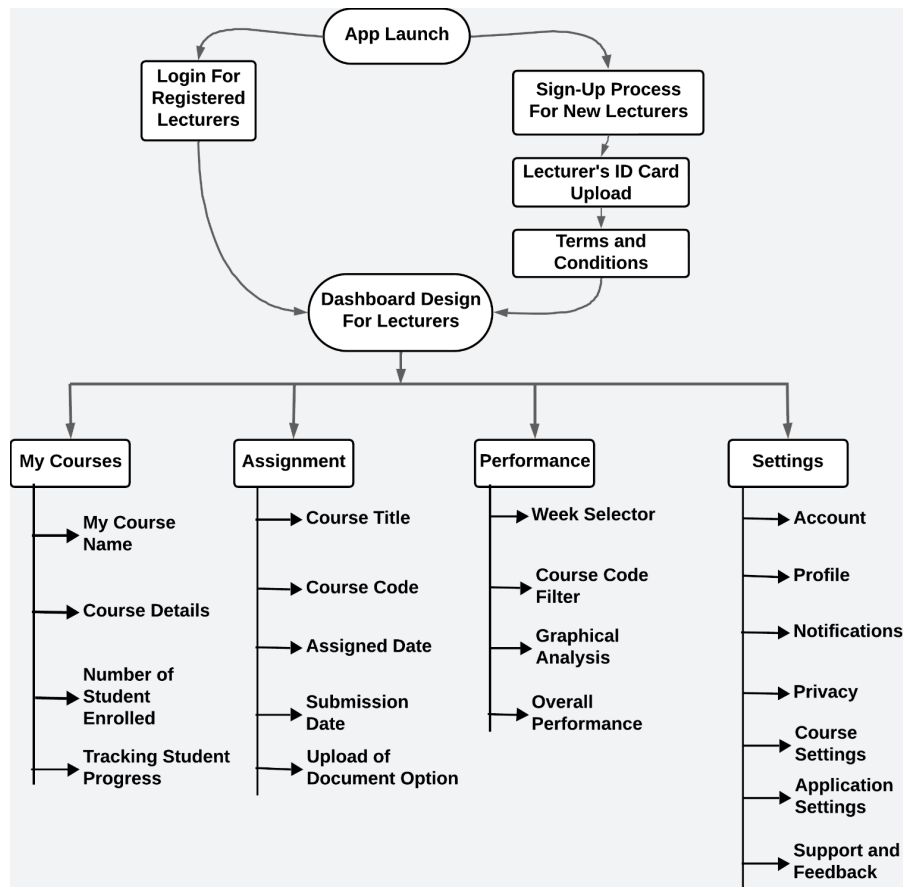 App Launch
Login For
Registered
Lecturers
Sign-Up Process
For New Lecturers
Lecturer's ID Card
Upload
Terms and
Conditions
Dashboard Design
For Lecturers
My Courses
Assignment
Performance
Settings
My Course
Name
Course Details
Number of
Student
Enrolled
Tracking Student
Progress
Course Title
Course Code
Assigned Date
Submission
Date
Upload of
Document Option
Week Selector
Course Code
Filter
Graphical
Analysis
Overall
Performance
Account
Profile
Notifications
Privacy
Course
Settings
Application
Settings
Support and
Feedback